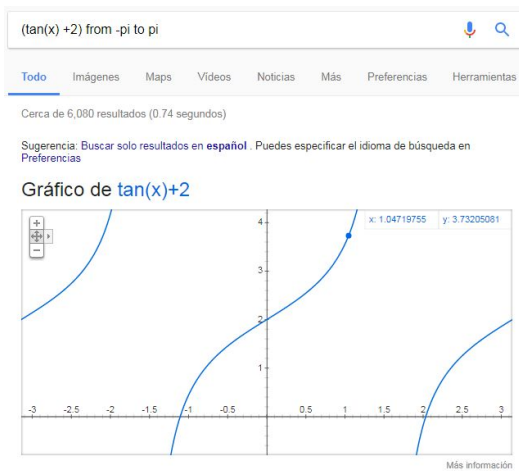 (tan(x) +2) from -pi to pi
Todo Imágenes Maps Vídeos Noticias Más Preferencias Herramientas
Cerca de 6,080 resultados (0.74 segundos)
Sugerencia: Buscar solo resultados en español . Puedes especificar el idioma de búsqueda en
Preferencias
Gráfico de tan(x)+2
x: 1.04719755 y: 3.73205081
4
3
2
1
-3 -2.5 -2 -1.5 -1 -0.5 0.5 1 1.5 2 2.5 3
Más información